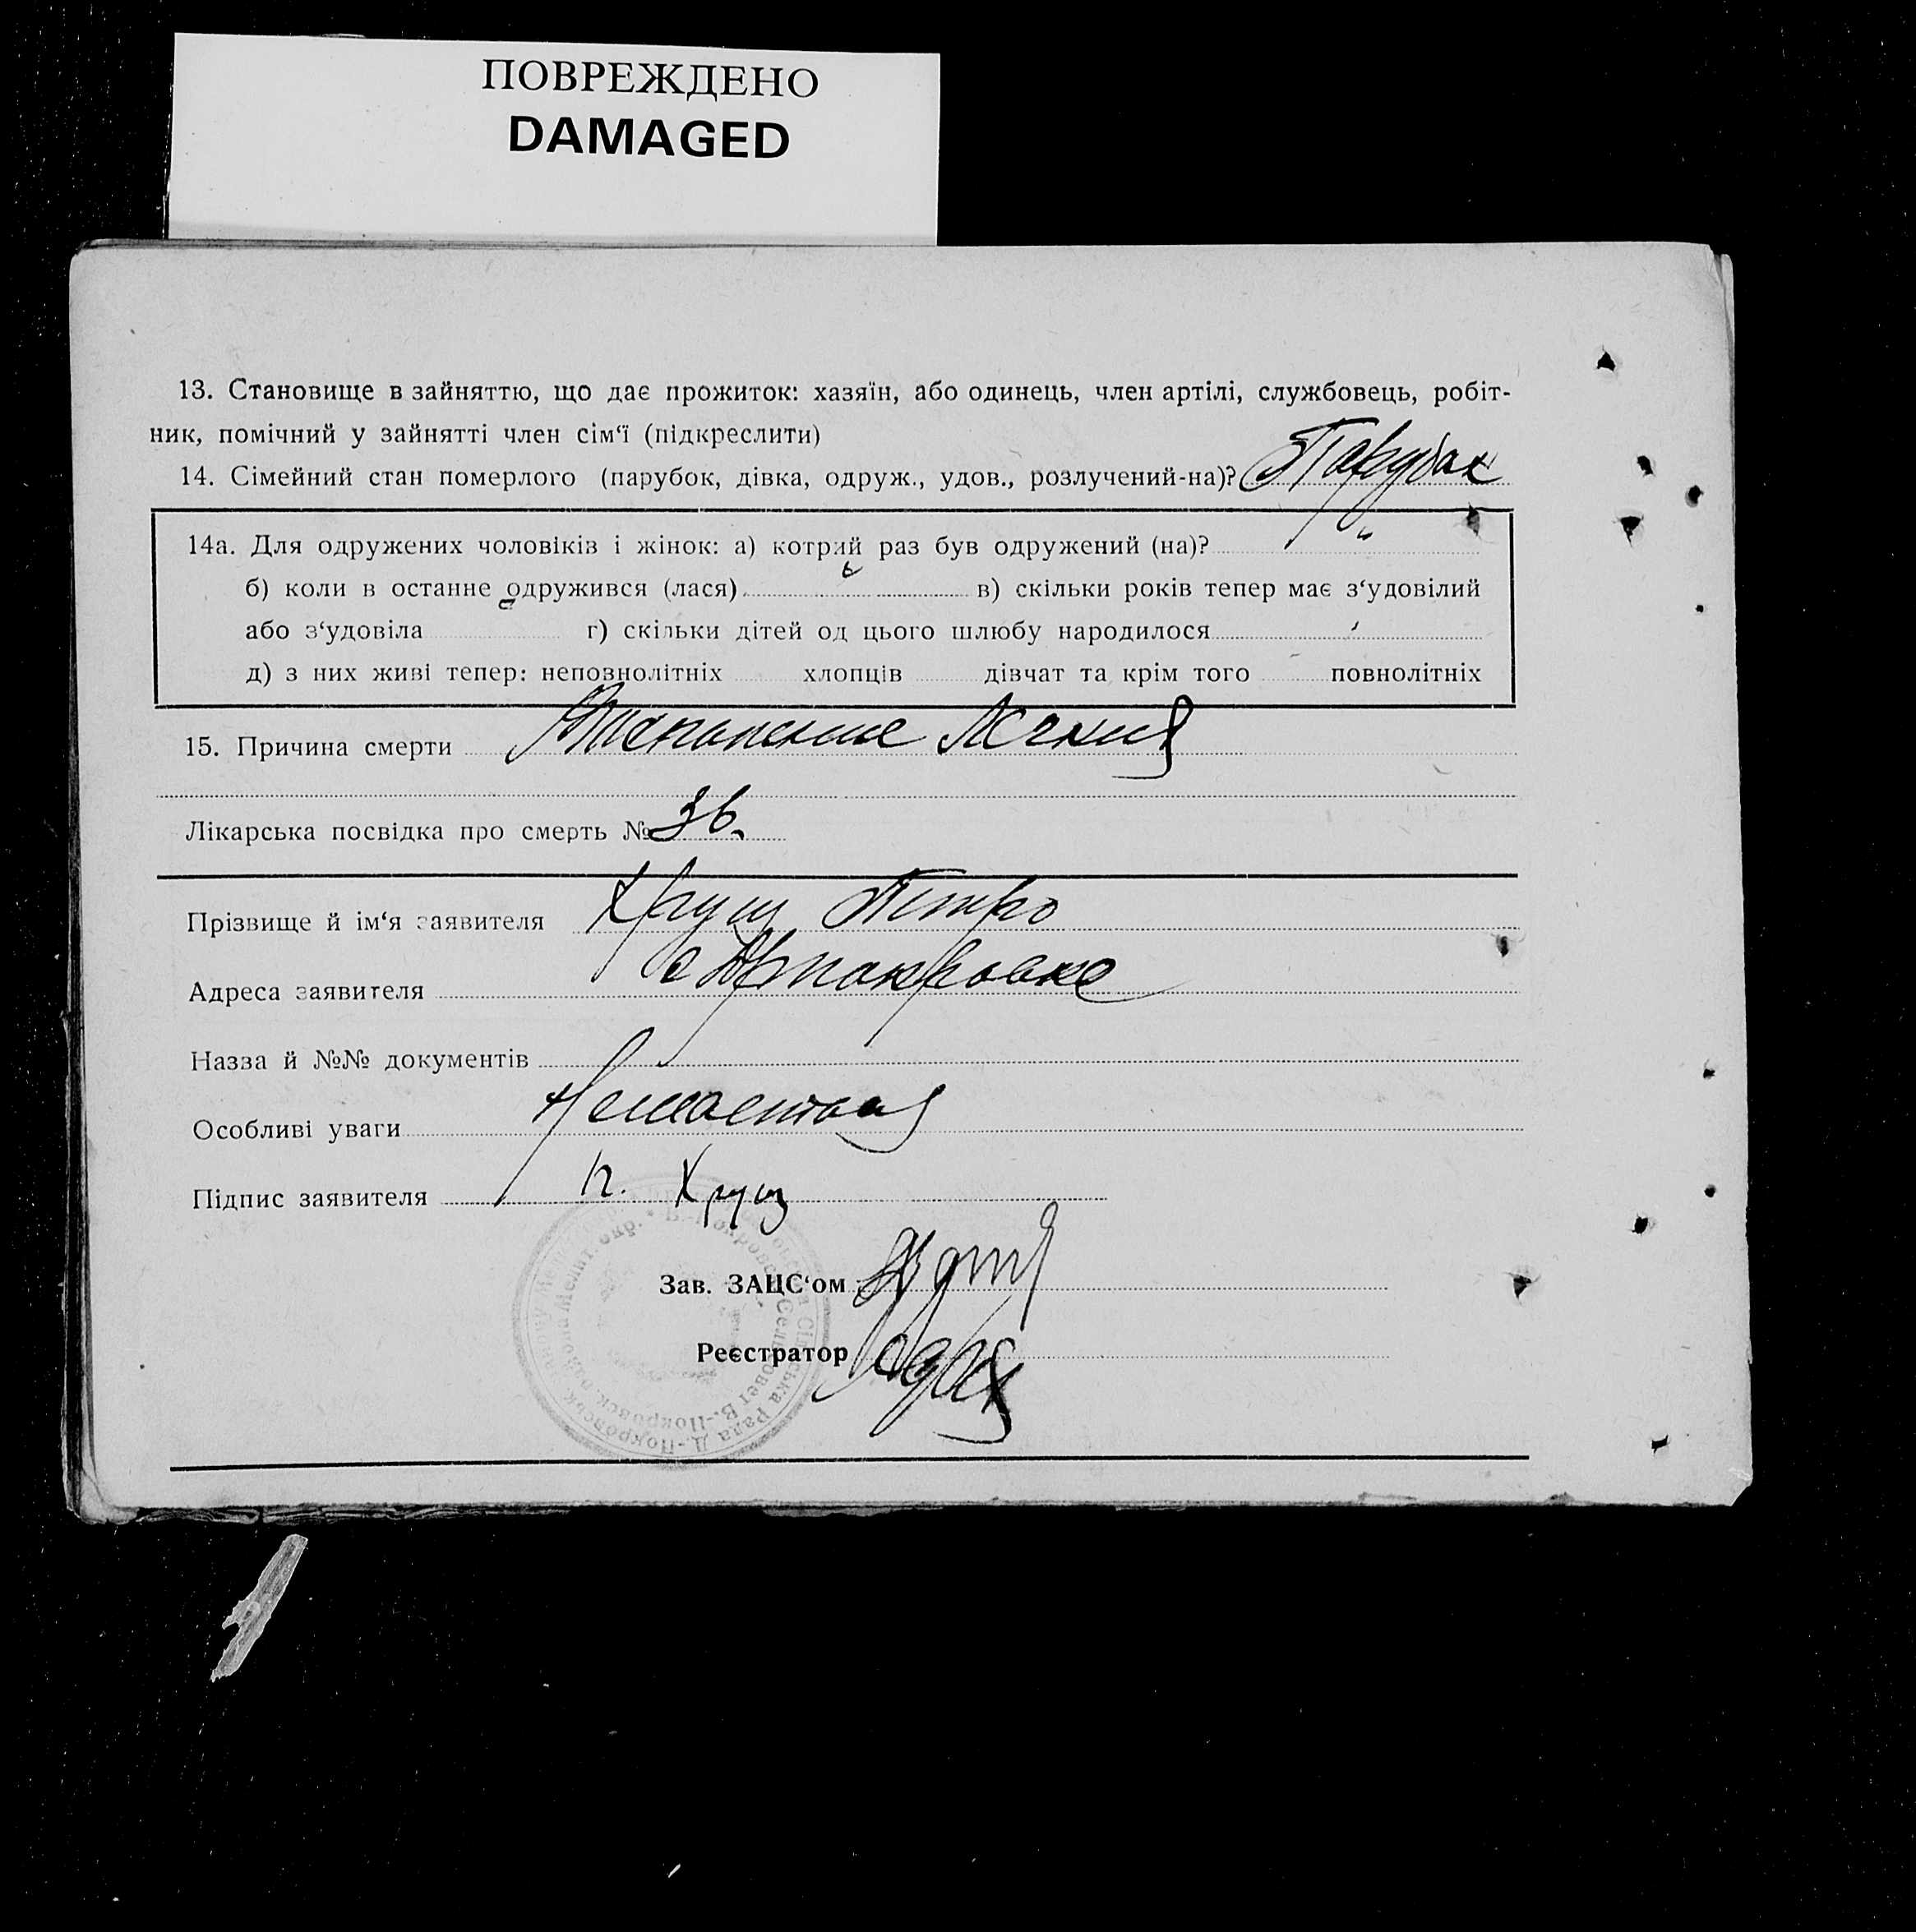 ПОВРЕЖДЕНО
DAMAGED
13. Становище в зайняттю, що дає прожиток: хазяїн, або одинець, член артілі, службовець, робіт-
ник, помічний у зайнятті член сім‘ї (підкреслити)
14. Сімейний стан померлого (парубок, дівка, одруж., удов., розлучений-на)? Парубак
14а. Для одружених чоловіків і жінок: а) котрий раз був одружений (на)?
б) коли в останне одружився (лася) в) скільки років тепер має з‘удовілий
або з‘удовіла г) скільки дітей од цього шлюбу народилося
д) з них живі тепер: неповнолітніх хлопців дівчат та крім того повнолітніх
15. Причина смерти
Лікарська посвідка про смерть № 36.
Прізвище й ім‘я заявителя Хрущ Петро
Адреса заявителя
Назва й №№ документів
Особливі уваги
Підпис заявителя п. Хрущ
Зав. ЗАЦС‘ом
Реєстратор